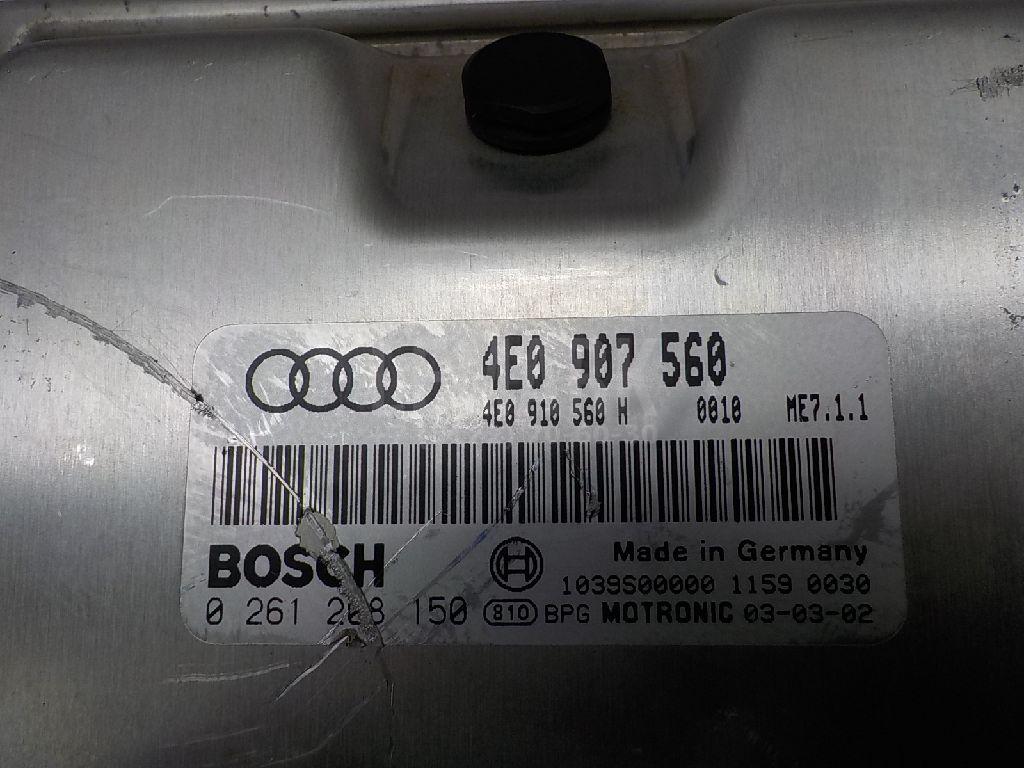 4E0 907 560
4E0 910 560 H 0010 ME7.1.1
BOSCH
Made in Germany
1039S00000 1159 0030
0 261 208 150 810 BPG MOTRONIC 03-03-02